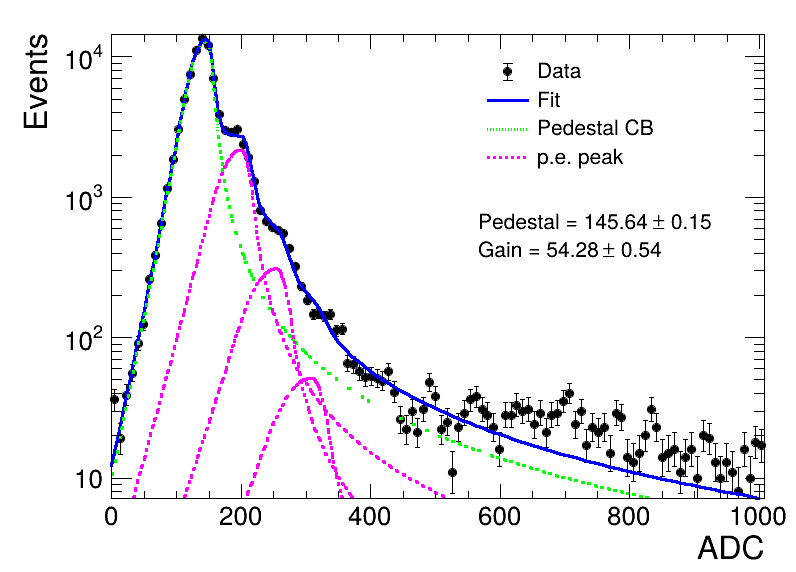 Events
10⁴
10³
10²
10
Data
Fit
Pedestal CB
p.e. peak
Pedestal = 145.64 ± 0.15
Gain = 54.28 ± 0.54
0 200 400 600 800 1000
ADC